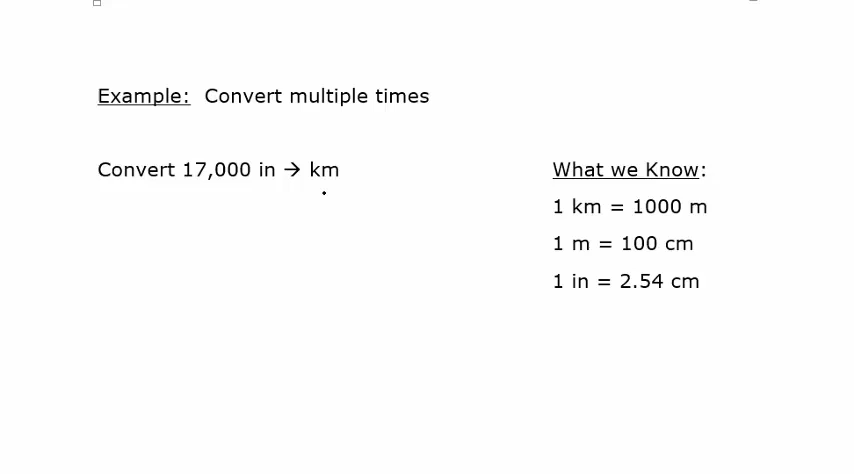 Example: Convert multiple times
Convert 17,000 in → km
What we Know:
1 km = 1000 m
1 m = 100 cm
1 in = 2.54 cm